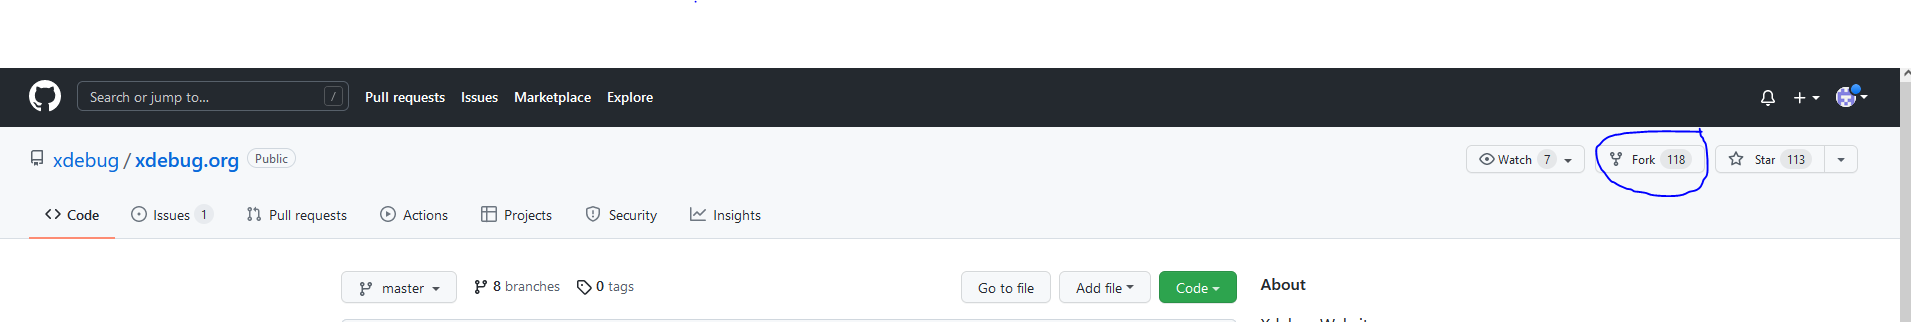 Search or jump to... / Pull requests Issues Marketplace Explore
xdebug / xdebug.org Public Watch 7 Fork 118 Star 113
Code Issues 1 Pull requests Actions Projects Security Insights
master 8 branches 0 tags Go to file Add file Code About